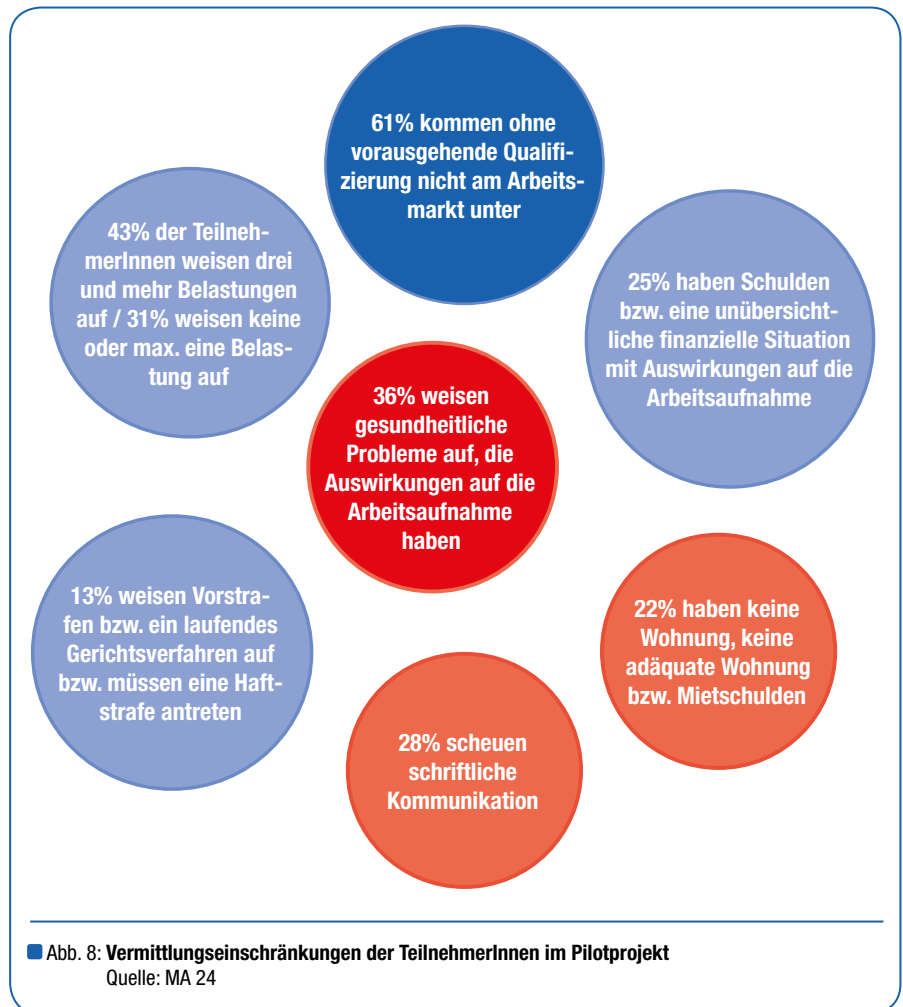 61% kommen ohne
vorausgehende Qualifi-
zierung nicht am Arbeits-
markt unter
43% der Teilneh-
merInnen weisen drei
und mehr Belastungen
auf / 31% weisen keine
oder max. eine Belas-
tung auf
25% haben Schulden
bzw. eine unübersicht-
liche finanzielle Situation
mit Auswirkungen auf die
Arbeitsaufnahme
36% weisen
gesundheitliche
Probleme auf, die
Auswirkungen auf die
Arbeitsaufnahme
haben
13% weisen Vorstra-
fen bzw. ein laufendes
Gerichtsverfahren auf
bzw. müssen eine Haft-
strafe antreten
22% haben keine
Wohnung, keine
adäquate Wohnung
bzw. Mietschulden
28% scheuen
schriftliche
Kommunikation
Abb. 8: Vermittlungseinschränkungen der TeilnehmerInnen im Pilotprojekt
Quelle: MA 24